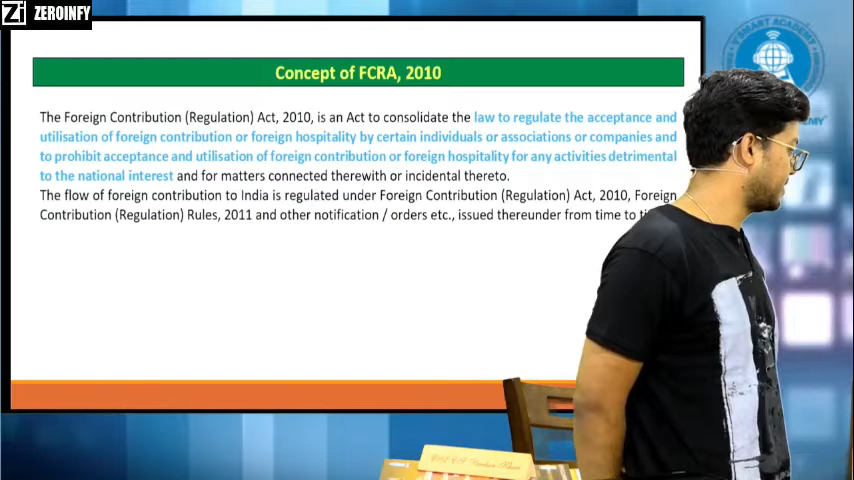 Zi ZEROINFY
Concept of FCRA, 2010
The Foreign Contribution (Regulation) Act, 2010, is an Act to consolidate the law to regulate the acceptance and
utilisation of foreign contribution or foreign hospitality by certain individuals or associations or companies and
to prohibit acceptance and utilisation of foreign contribution or foreign hospitality for any activities detrimental
to the national interest and for matters connected therewith or incidental thereto.
The flow of foreign contribution to India is regulated under Foreign Contribution (Regulation) Act, 2010, Foreign
Contribution (Regulation) Rules, 2011 and other notification / orders etc., issued thereunder from time to
SMART ACADEMY